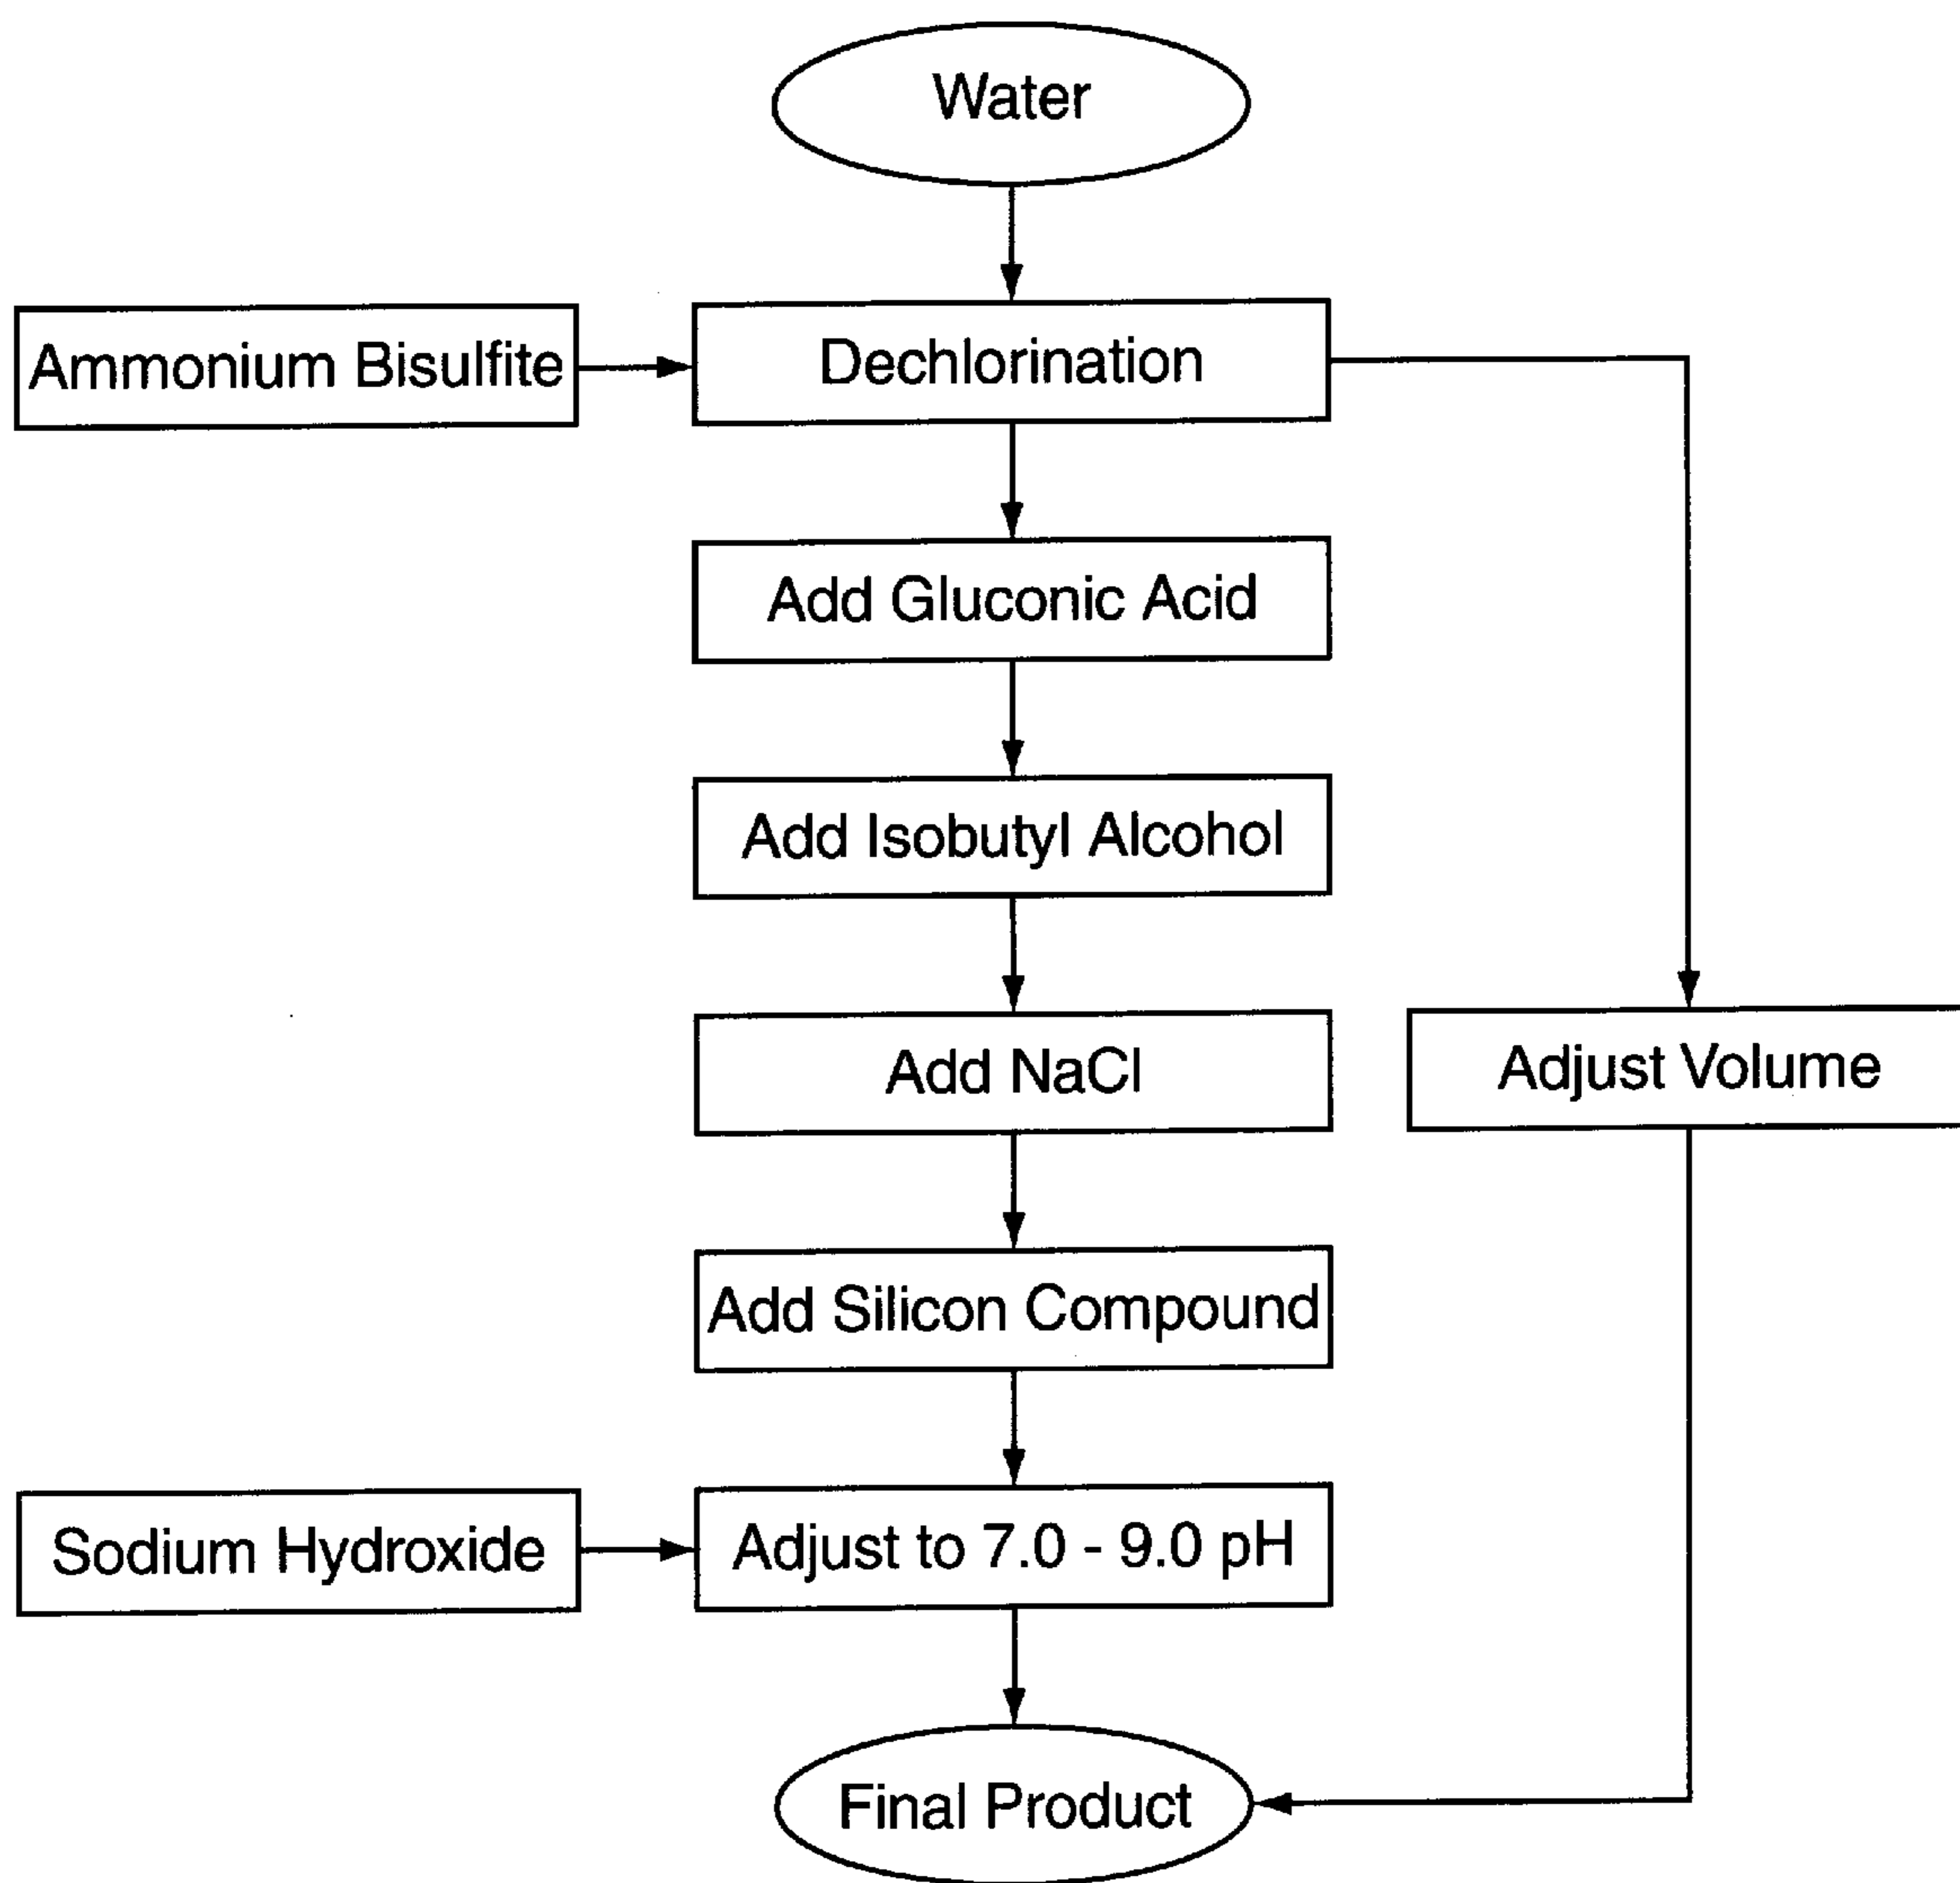 Water
Ammonium Bisulfite
Dechlorination
Add Gluconic Acid
Add Isobutyl Alcohol
Add NaCl
Adjust Volume
Add Silicon Compound
Sodium Hydroxide
Adjust to 7.0 - 9.0 pH
Final Product